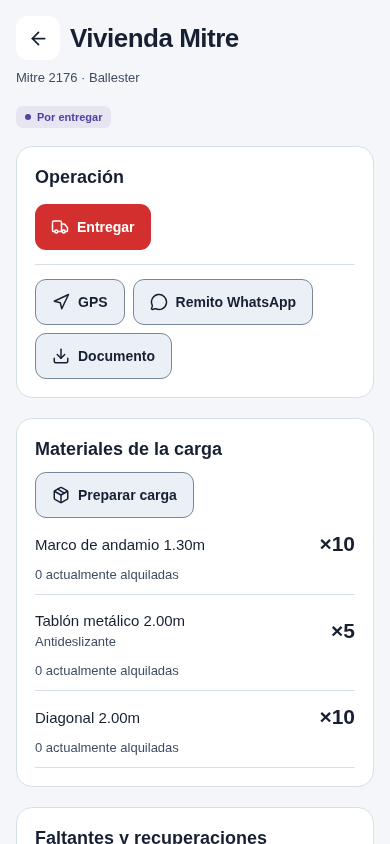 Vivienda Mitre
Mitre 2176 · Ballester
Por entregar
Operación
Entregar
GPS
Remito WhatsApp
Documento
Materiales de la carga
Preparar carga
Marco de andamio 1.30m
×10
0 actualmente alquiladas
Tablón metálico 2.00m
Antideslizante
×5
0 actualmente alquiladas
Diagonal 2.00m
×10
0 actualmente alquiladas
Faltantes y recuperaciones